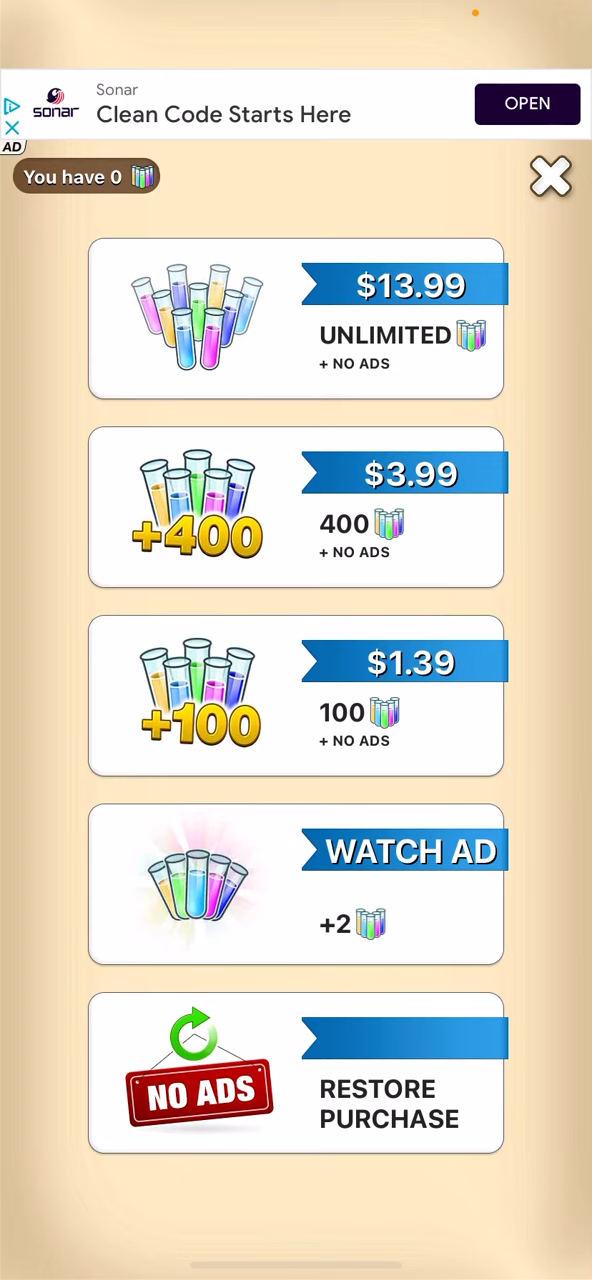 Sonar
Clean Code Starts Here
OPEN
sonar
AD
You have 0
$13.99
UNLIMITED
+ NO ADS
+400
$3.99
400
+ NO ADS
+100
$1.39
100
+ NO ADS
WATCH AD
+2
NO ADS
RESTORE
PURCHASE